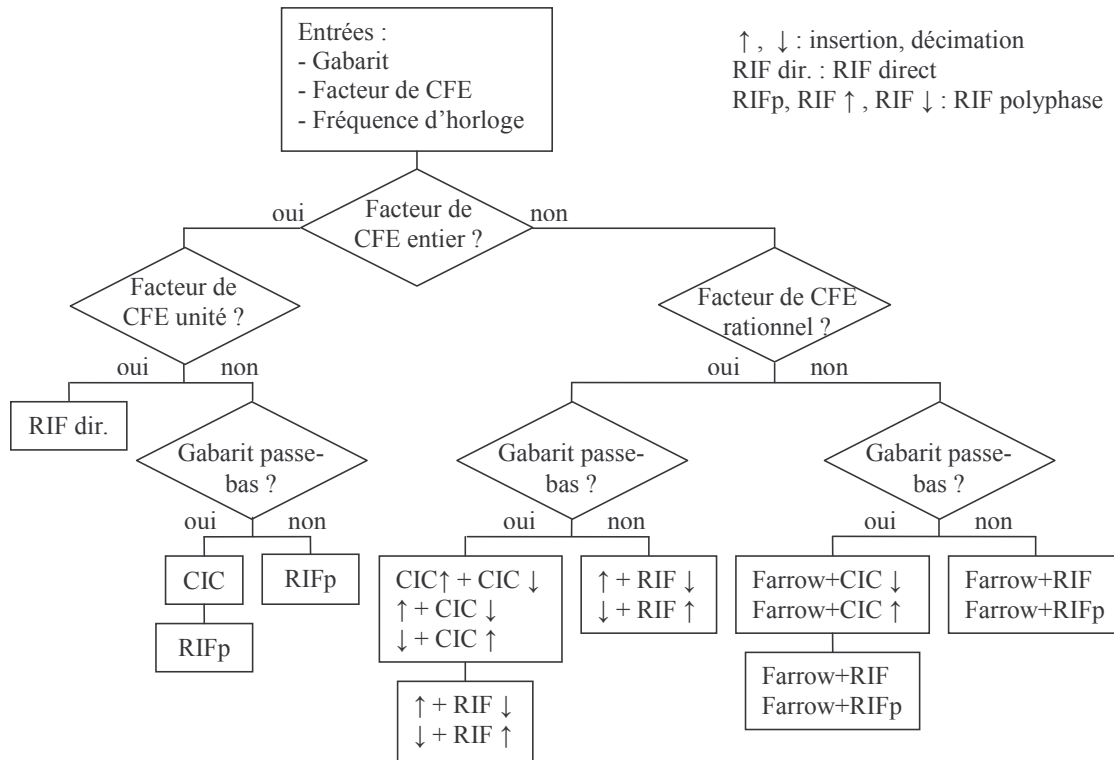 Entrées :
- Gabarit
- Facteur de CFE
- Fréquence d'horloge
↑ , ↓ : insertion, décimation
RIF dir. : RIF direct
RIFp, RIF ↑ , RIF ↓ : RIF polyphase
oui
Facteur de
CFE entier ?
non
Facteur de
CFE unité ?
Facteur de CFE
rationnel ?
oui
non
oui
non
RIF dir.
Gabarit passe-
bas ?
Gabarit passe-
bas ?
Gabarit passe-
bas ?
oui
non
oui
non
oui
non
CIC
RIFp
RIFp
CIC↑ + CIC ↓
↑ + CIC ↓
↓ + CIC ↑
↑ + RIF ↓
↓ + RIF ↑
↑ + RIF ↓
↓ + RIF ↑
Farrow+CIC ↓
Farrow+CIC ↑
Farrow+RIF
Farrow+RIFp
Farrow+RIF
Farrow+RIFp